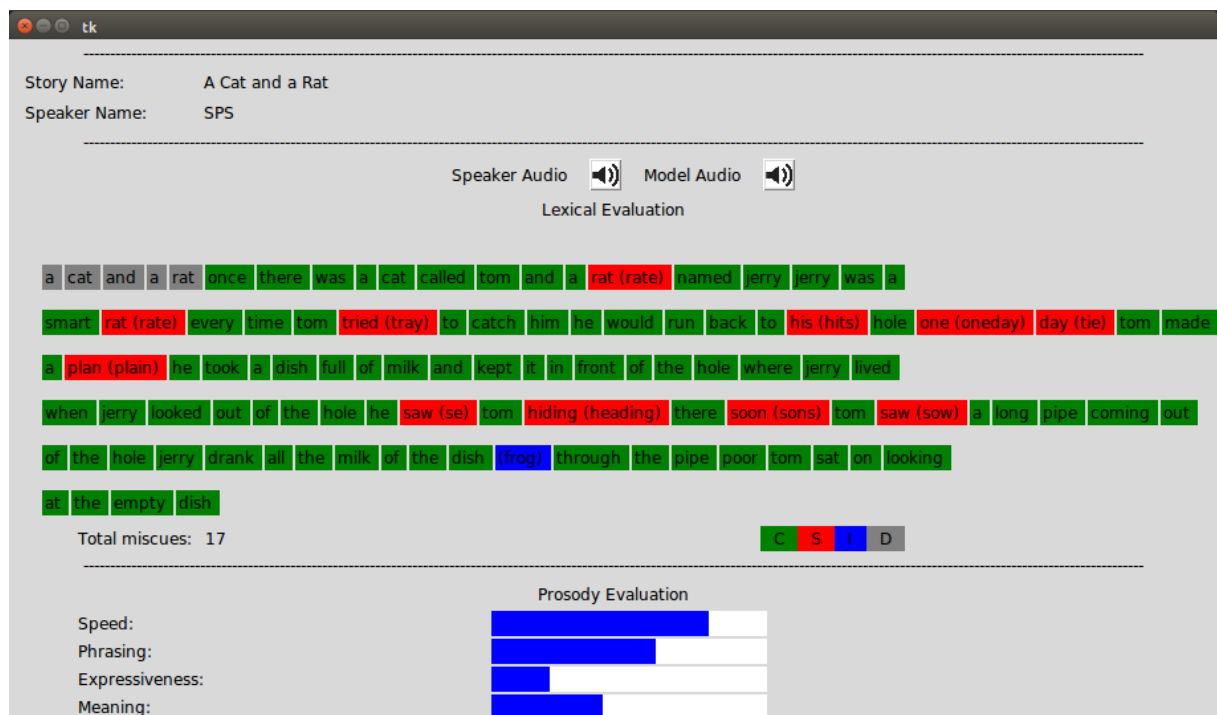 tk
Story Name: A Cat and a Rat
Speaker Name: SPS
Speaker Audio Model Audio
Lexical Evaluation
a cat and a rat once there was a cat called tom and a rat (rate) named jerry jerry was a
smart rat (rate) every time tom tried (tray) to catch him he would run back to his (hits) hole one (oneday) day (tie) tom made
a plan (plain) he took a dish full of milk and kept it in front of the hole where jerry lived
when jerry looked out of the hole he saw (se) tom hiding (heading) there soon (sons) tom saw (sow) a long pipe coming out
of the hole jerry drank all the milk of the dish (frog) through the pipe poor tom sat on looking
at the empty dish
Total miscues: 17 C S I D
Prosody Evaluation
Speed:
Phrasing:
Expressiveness:
Meaning: